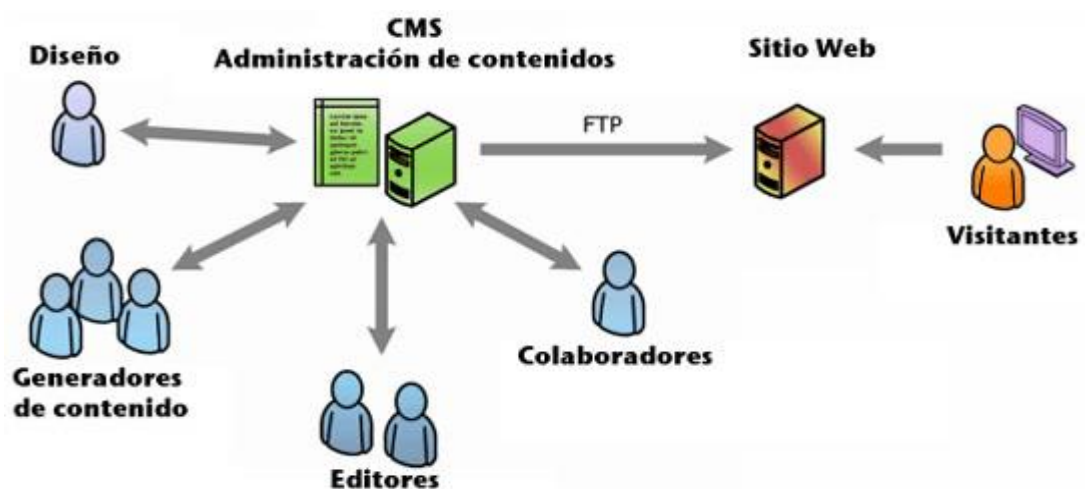 CMS
Administración de contenidos
Diseño
Sitio Web
FTP
Visitantes
Colaboradores
Generadores
de contenido
Editores